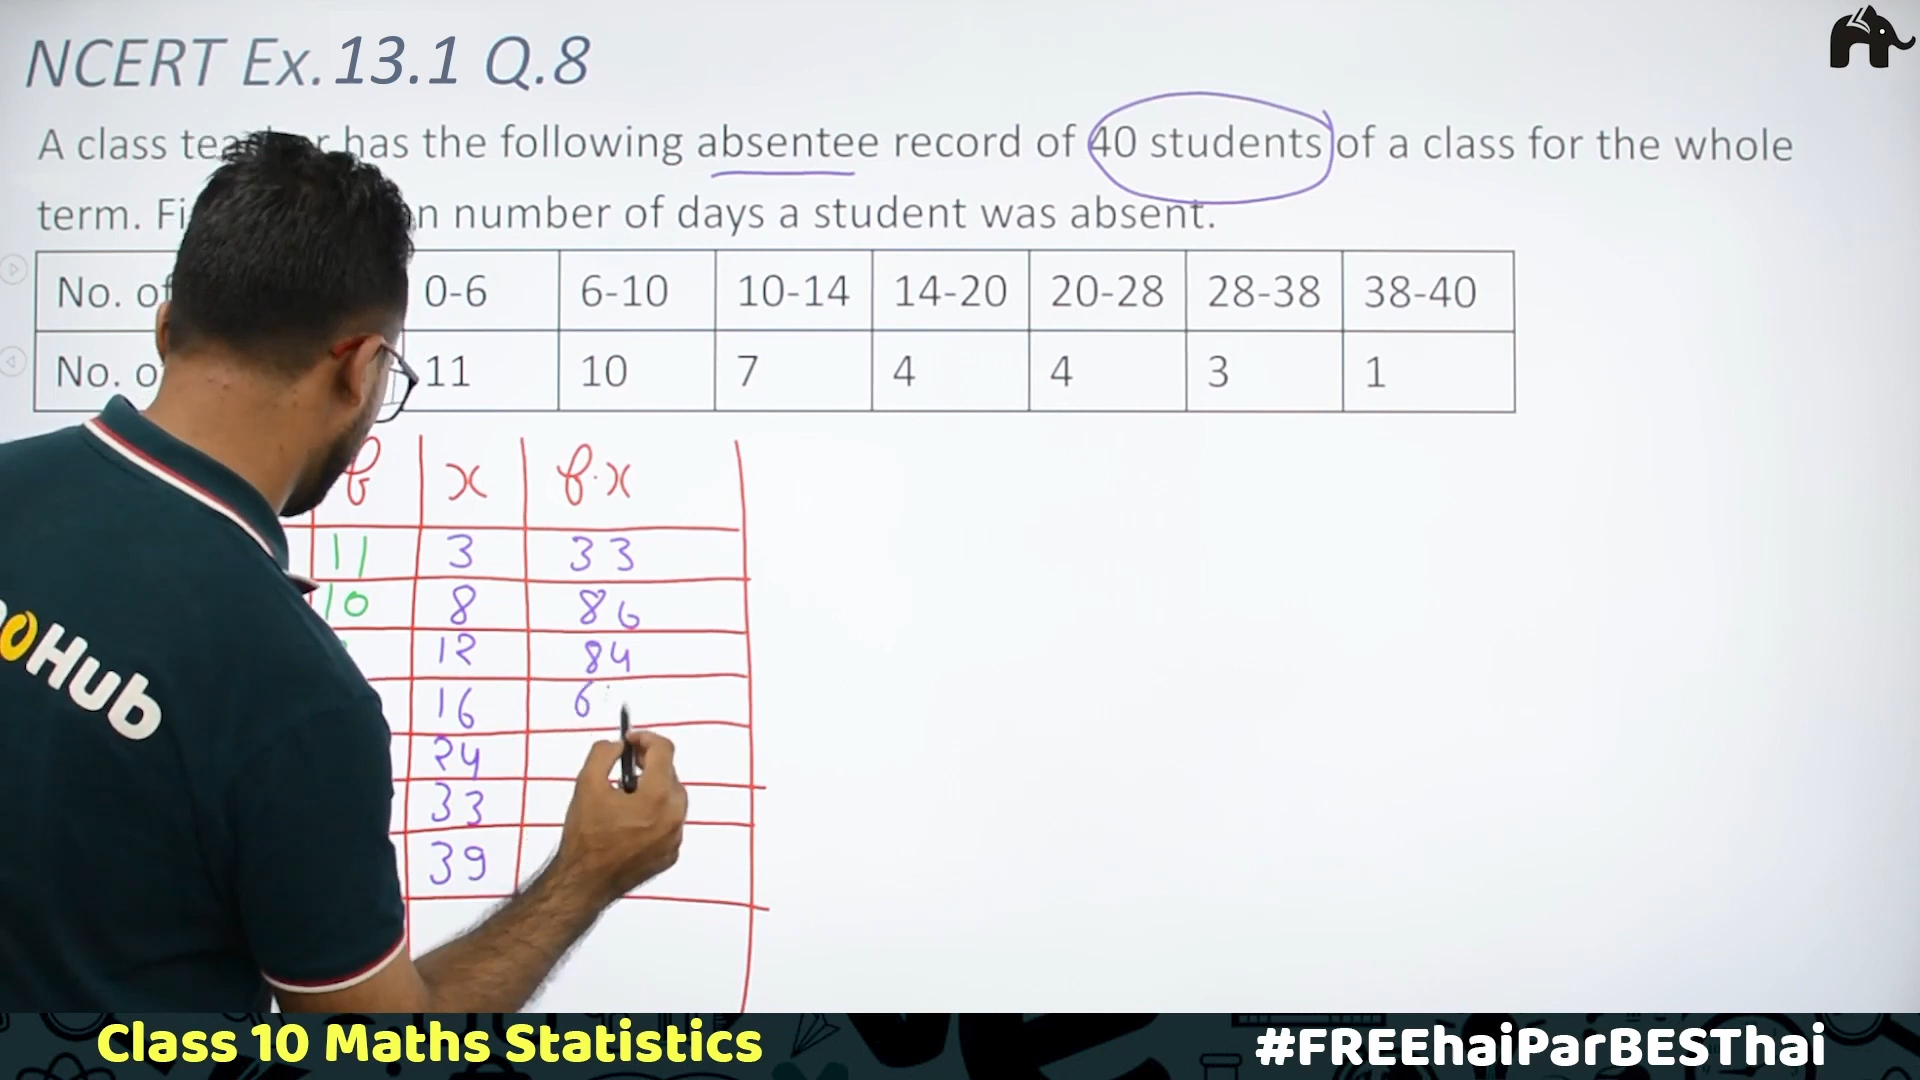 NCERT Ex. 13.1 Q.8
A class has the following absentee record of 40 students of a class for the whole
term. number of days a student was absent.
No. of 0-6 6-10 10-14 14-20 20-28 28-38 38-40
No. 11 10 7 4 4 3 1
f x f.x
11 3 33
10 8 80
12 84
16 6
24
33
39
Hub
Class 10 Maths Statistics #FREEhaiParBESThai